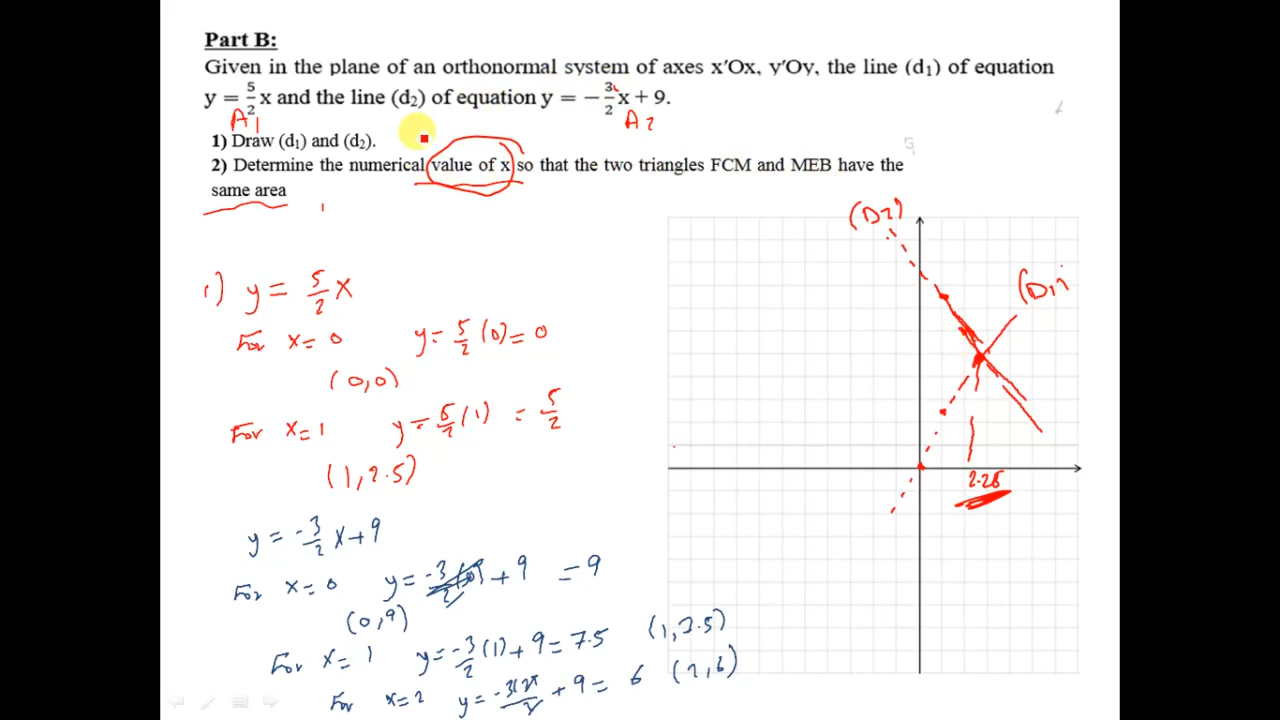 Part B:
Given in the plane of an orthonormal system of axes x'Ox, y'Oy, the line (d₁) of equation
y = 5/2 x and the line (d₂) of equation y = −3/2 x + 9.
A1 A2
1) Draw (d₁) and (d₂).
2) Determine the numerical value of x so that the two triangles FCM and MEB have the
same area
1) y = 5/2 x
For x = 0 y = 5/2 (0) = 0
(0,0)
For x = 1 y = 5/2 (1) = 5/2
(1, 2.5)
y = -3/2 x + 9
For x = 0 y = -3(0)/2 + 9 = 9
(0,9)
For x = 1 y = -3/2 (1) + 9 = 7.5 (1, 7.5)
For x = 2 y = -3(2)/2 + 9 = 6 (2,6)
(D2)
(D1)
2.25